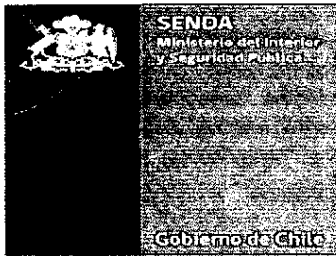 SENDA
Ministerio del Interior
y Seguridad Pública
Gobierno de Chile